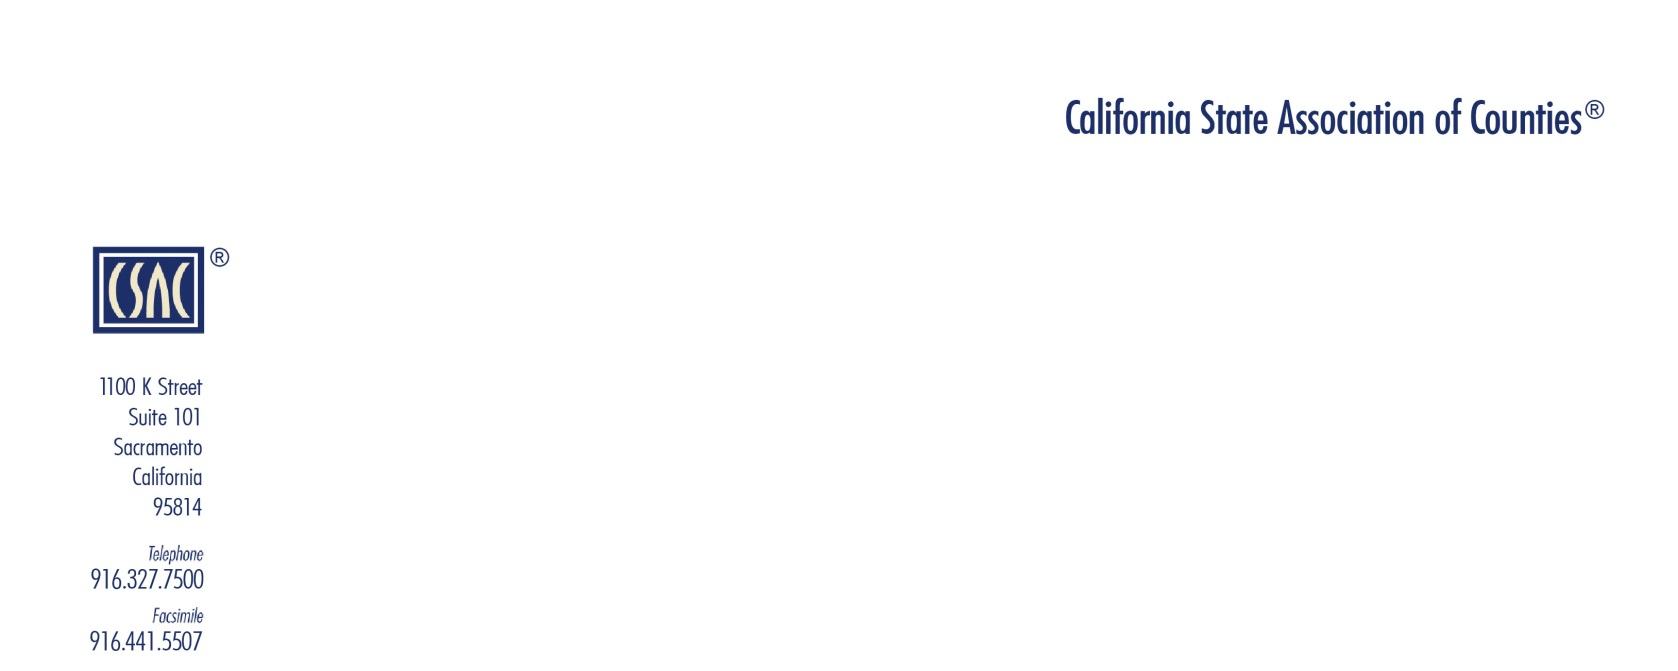 California State Association of Counties®
CSAC®
1100 K Street
Suite 101
Sacramento
California
95814
Telephone
916.327.7500
Facsimile
916.441.5507